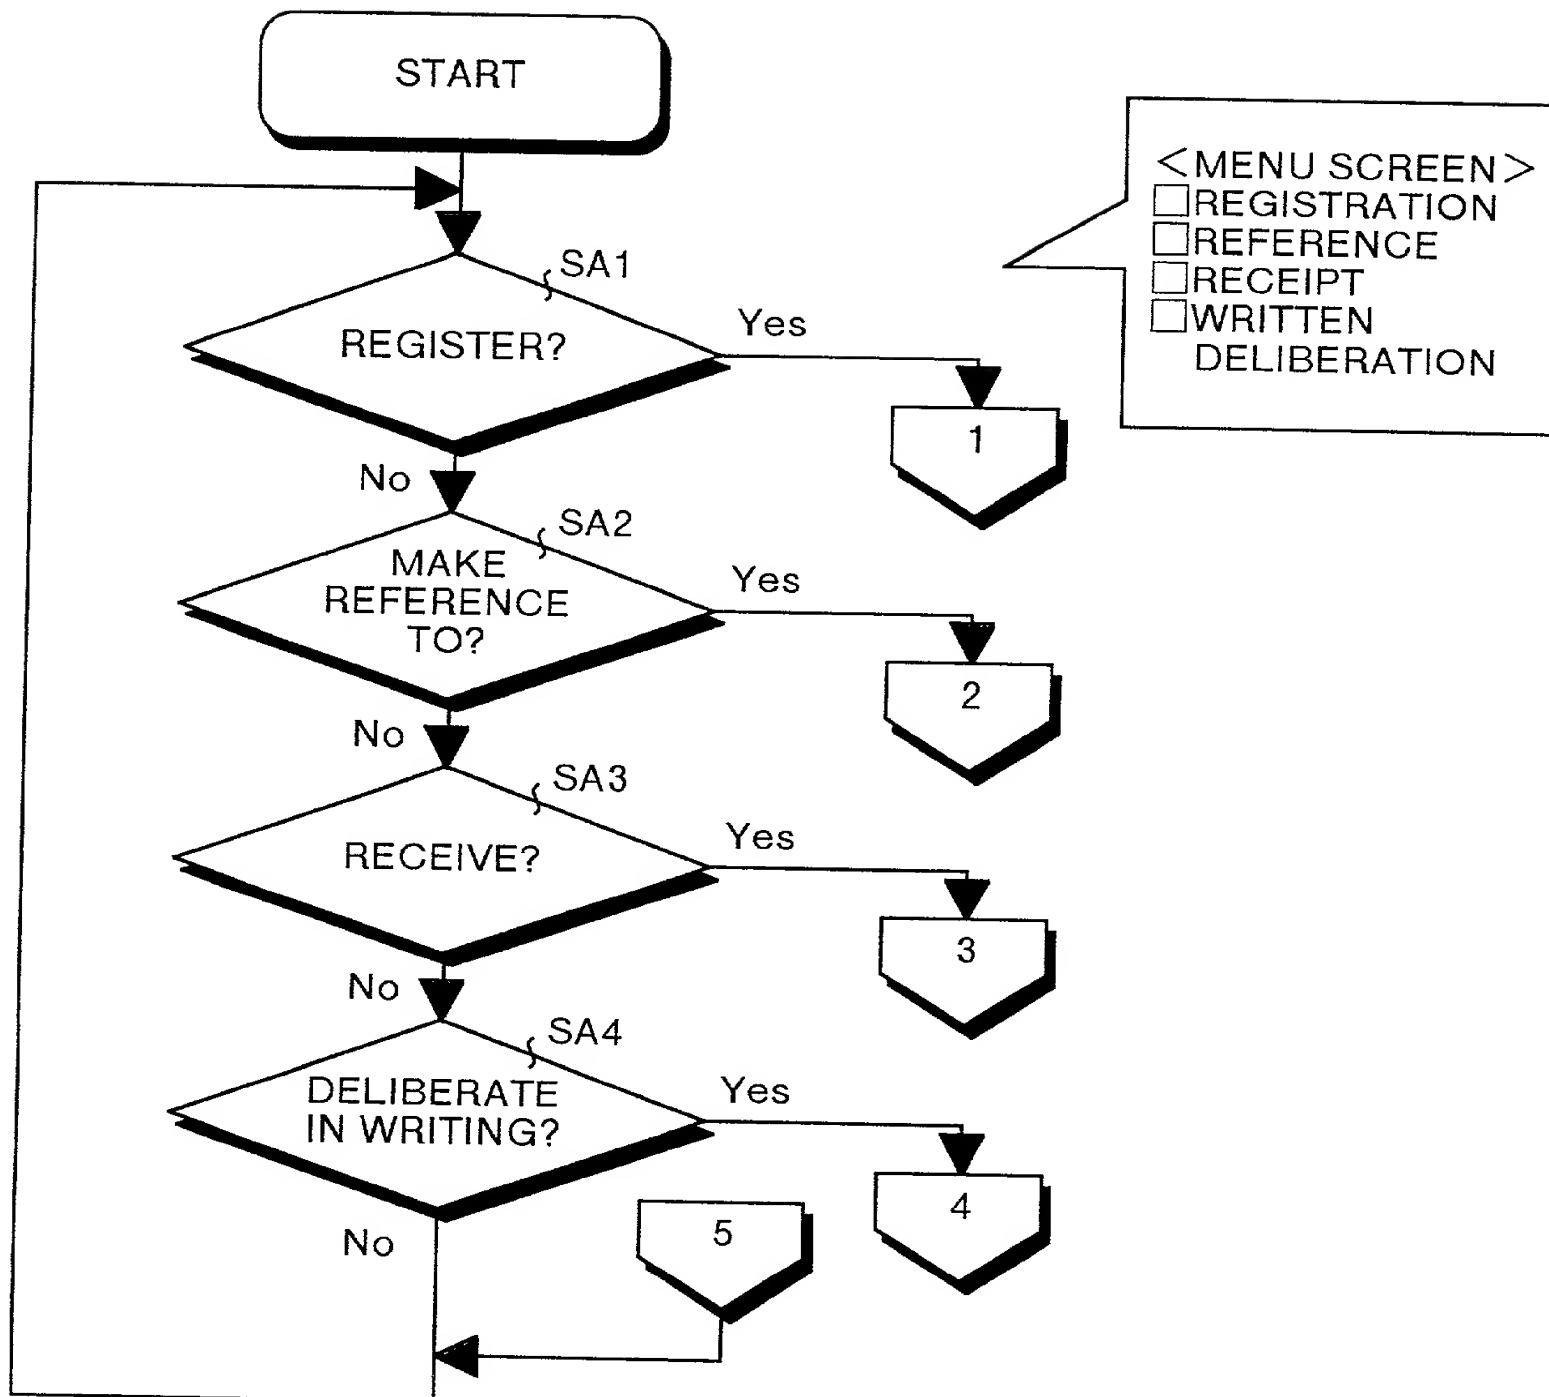 START
<MENU SCREEN>
□REGISTRATION
□REFERENCE
□RECEIPT
□WRITTEN
DELIBERATION
SA1
REGISTER?
Yes
1
No
SA2
MAKE
REFERENCE
TO?
Yes
2
No
SA3
RECEIVE?
Yes
3
No
SA4
DELIBERATE
IN WRITING?
Yes
4
No
5